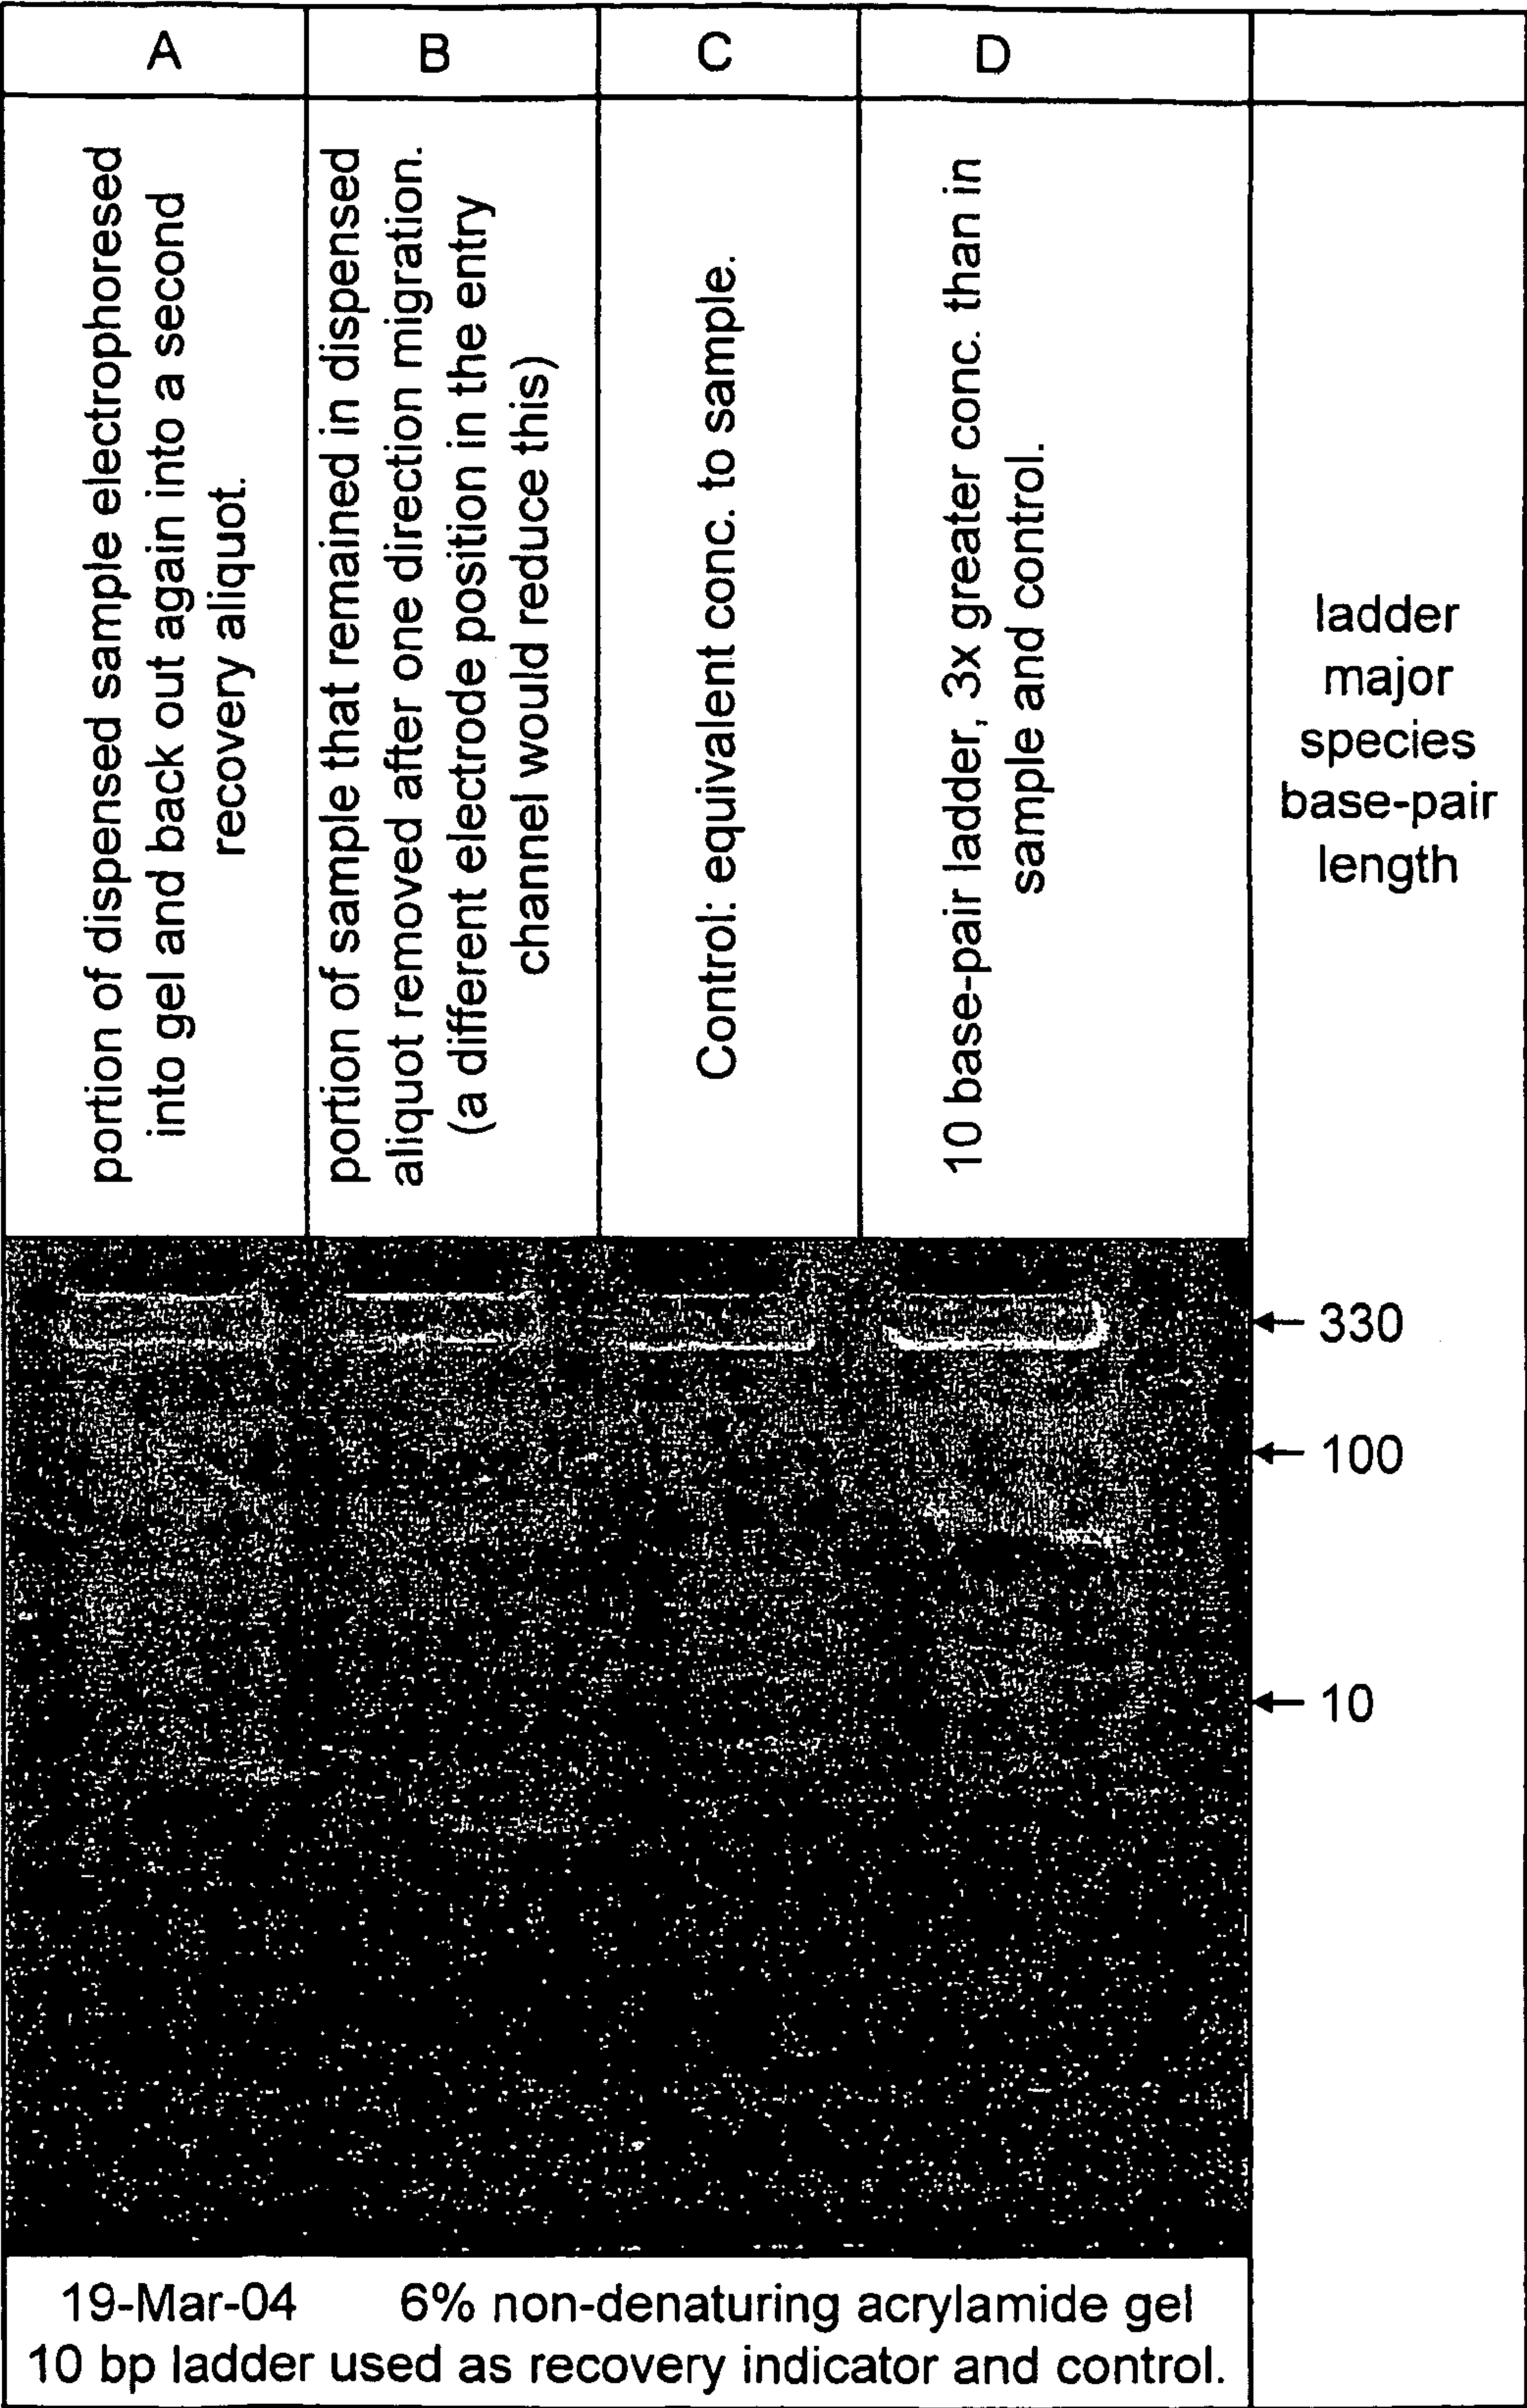 A
B
C
D
portion of dispensed sample electrophoresed
into gel and back out again into a second
recovery aliquot.
portion of sample that remained in dispensed
aliquot removed after one direction migration.
(a different electrode position in the entry
channel would reduce this)
Control: equivalent conc. to sample.
10 base-pair ladder, 3x greater conc. than in
sample and control.
ladder
major
species
base-pair
length
330
100
10
19-Mar-04 6% non-denaturing acrylamide gel
10 bp ladder used as recovery indicator and control.